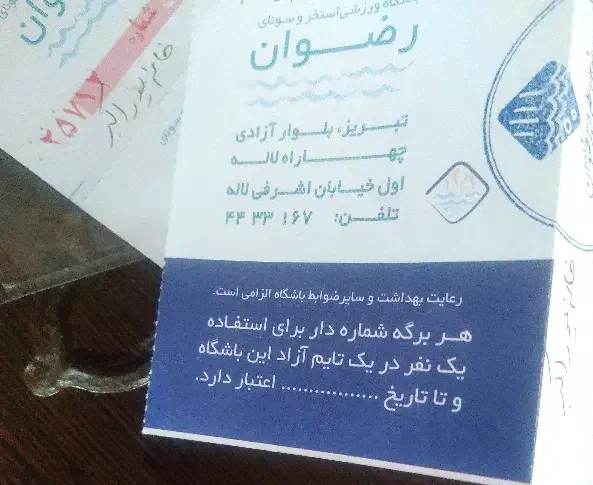 باشگاه ورزشی استخر و سونای
رضوان
تبریز، بلوار آزادی
چهارراه لاله
اول خیابان اشرفی لاله
تلفن: ۱۶۷ ۳۳ ۴۴
رعایت بهداشت و سایر ضوابط باشگاه الزامی است.
هر برگه شماره دار برای استفاده
یک نفر در یک تایم آزاد این باشگاه
و تا تاریخ ................. اعتبار دارد.
شماره
۲۵۷۱۲